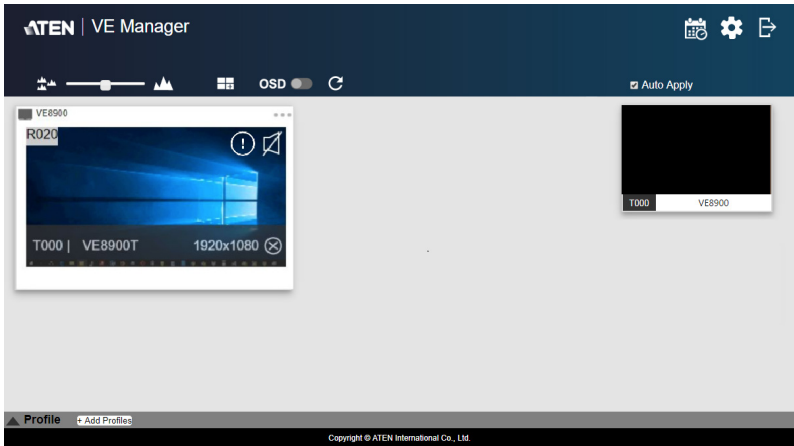 ATEN | VE Manager
OSD
Auto Apply
VE8900
R020
T000 | VE8900T 1920x1080
T000 VE8900
Profile + Add Profiles
Copyright © ATEN International Co., Ltd.